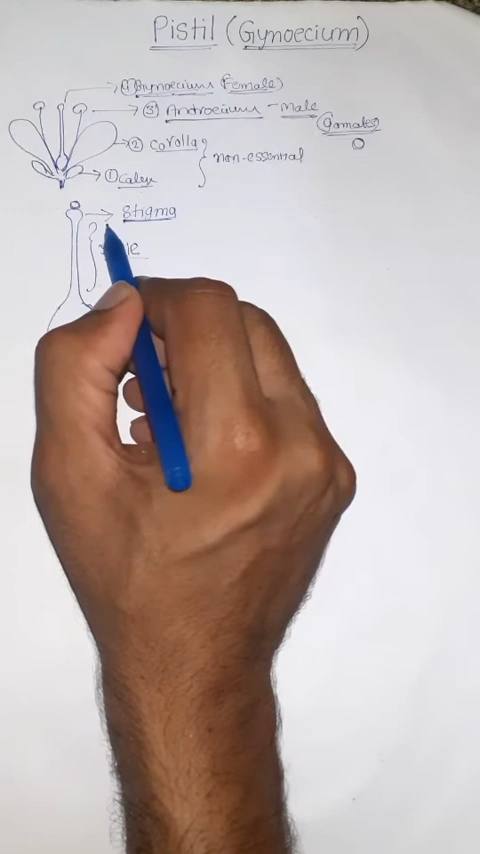 Pistil (Gynoecium)
④ Gynoecium (Female)
③ Androecium - male
(Gamates)
② Corolla
non-essential
① Calyx
Stigma